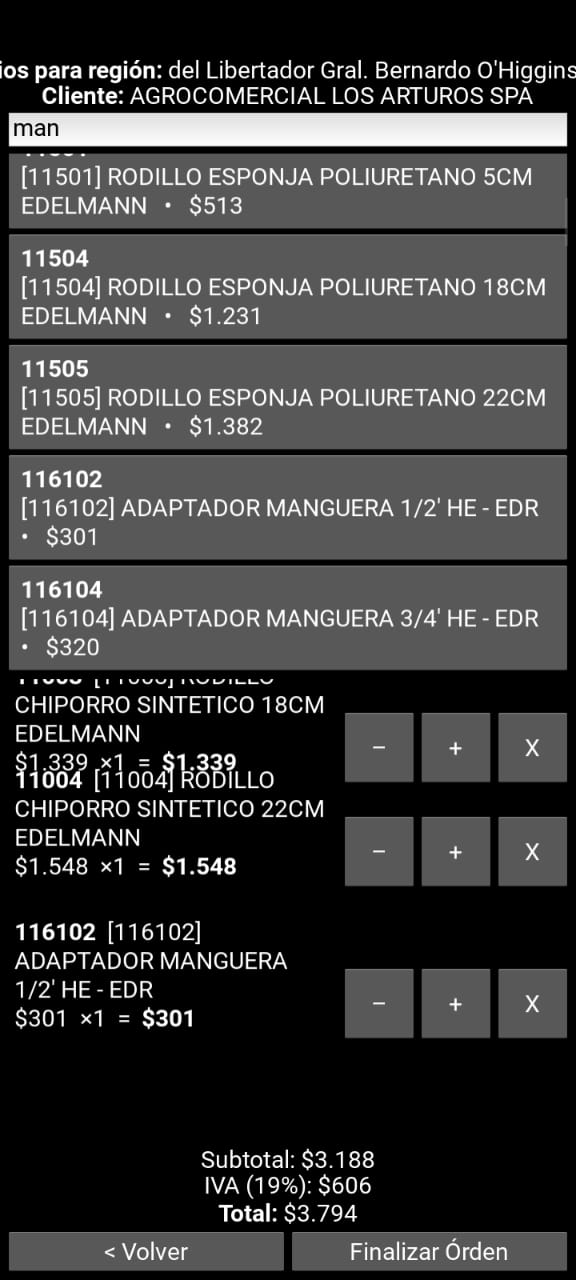 ios para región: del Libertador Gral. Bernardo O'Higgins
Cliente: AGROCOMERCIAL LOS ARTUROS SPA
man
[11501] RODILLO ESPONJA POLIURETANO 5CM
EDELMANN • $513
11504
[11504] RODILLO ESPONJA POLIURETANO 18CM
EDELMANN • $1.231
11505
[11505] RODILLO ESPONJA POLIURETANO 22CM
EDELMANN • $1.382
116102
[116102] ADAPTADOR MANGUERA 1/2' HE - EDR
• $301
116104
[116104] ADAPTADOR MANGUERA 3/4' HE - EDR
• $320
RODILLO
CHIPORRO SINTETICO 18CM
EDELMANN
$1.339 ×1 = $1.339
− + X
11004 [11004] RODILLO
CHIPORRO SINTETICO 22CM
EDELMANN
$1.548 ×1 = $1.548
− + X
116102 [116102]
ADAPTADOR MANGUERA
1/2' HE - EDR
$301 ×1 = $301
− + X
Subtotal: $3.188
IVA (19%): $606
Total: $3.794
< Volver
Finalizar Órden